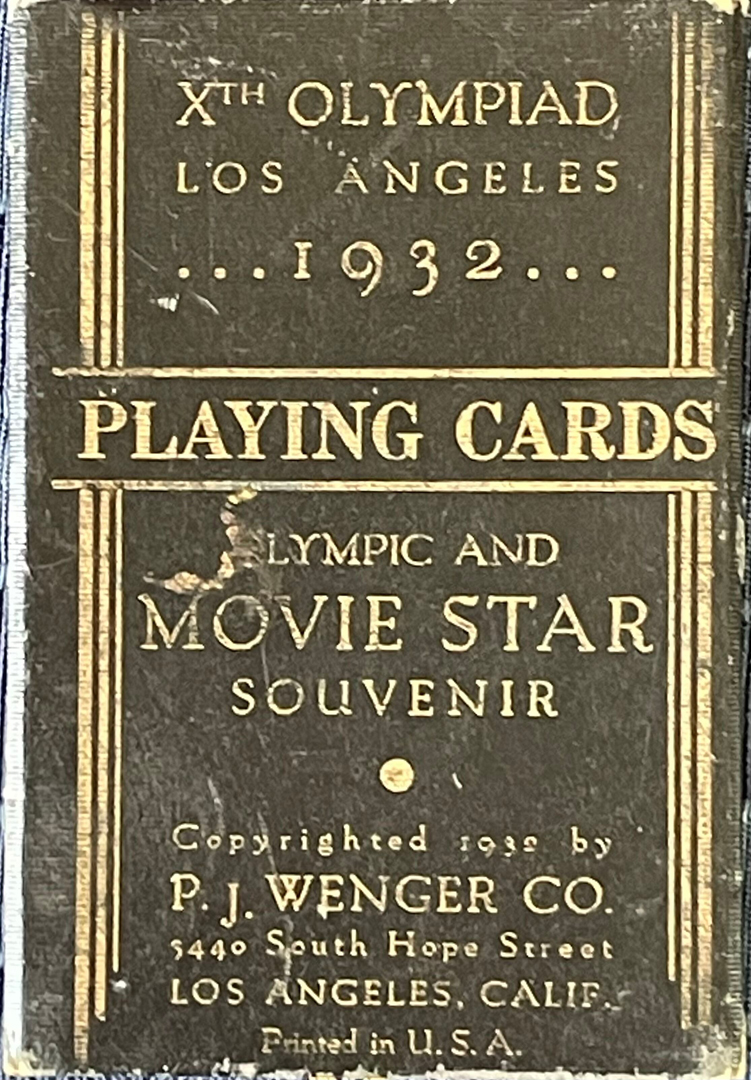 XTH OLYMPIAD
LOS ANGELES
...1932...
PLAYING CARDS
OLYMPIC AND
MOVIE STAR
SOUVENIR
Copyrighted 1932 by
P. J. WENGER CO.
5440 South Hope Street
LOS ANGELES, CALIF.
Printed in U. S. A.